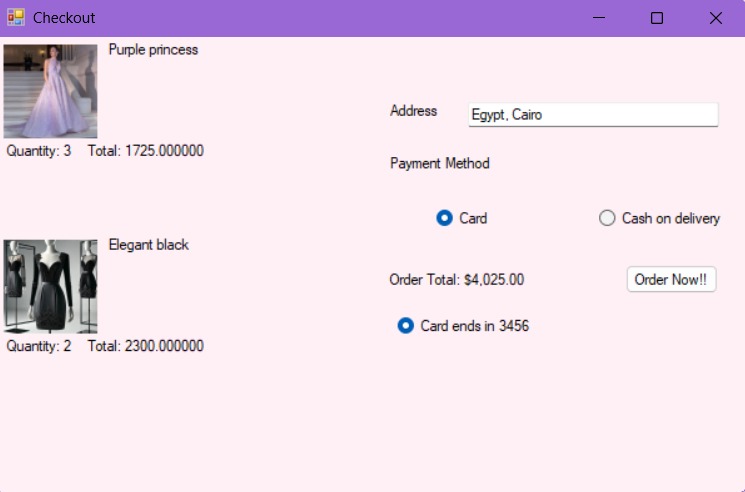 Checkout
Purple princess
Quantity: 3 Total: 1725.000000
Elegant black
Quantity: 2 Total: 2300.000000
Address Egypt, Cairo
Payment Method
Card Cash on delivery
Order Total: $4,025.00 Order Now!!
Card ends in 3456